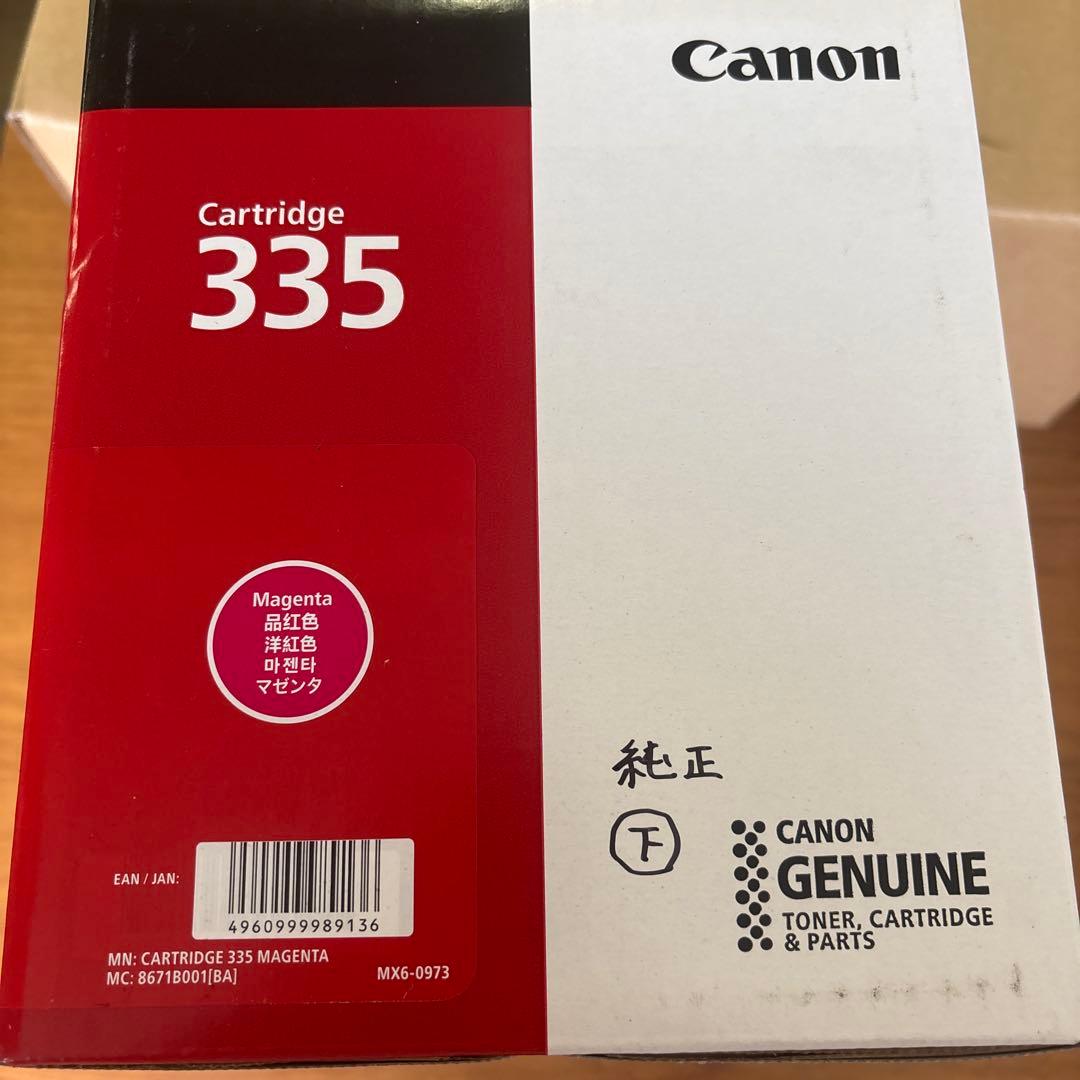 Canon
Cartridge
335
Magenta
品红色
洋紅色
마젠타
マゼンタ
純正
下
EAN / JAN:
4960999989136
MN: CARTRIDGE 335 MAGENTA
MC: 8671B001[BA]
MX6-0973
CANON
GENUINE
TONER, CARTRIDGE
& PARTS